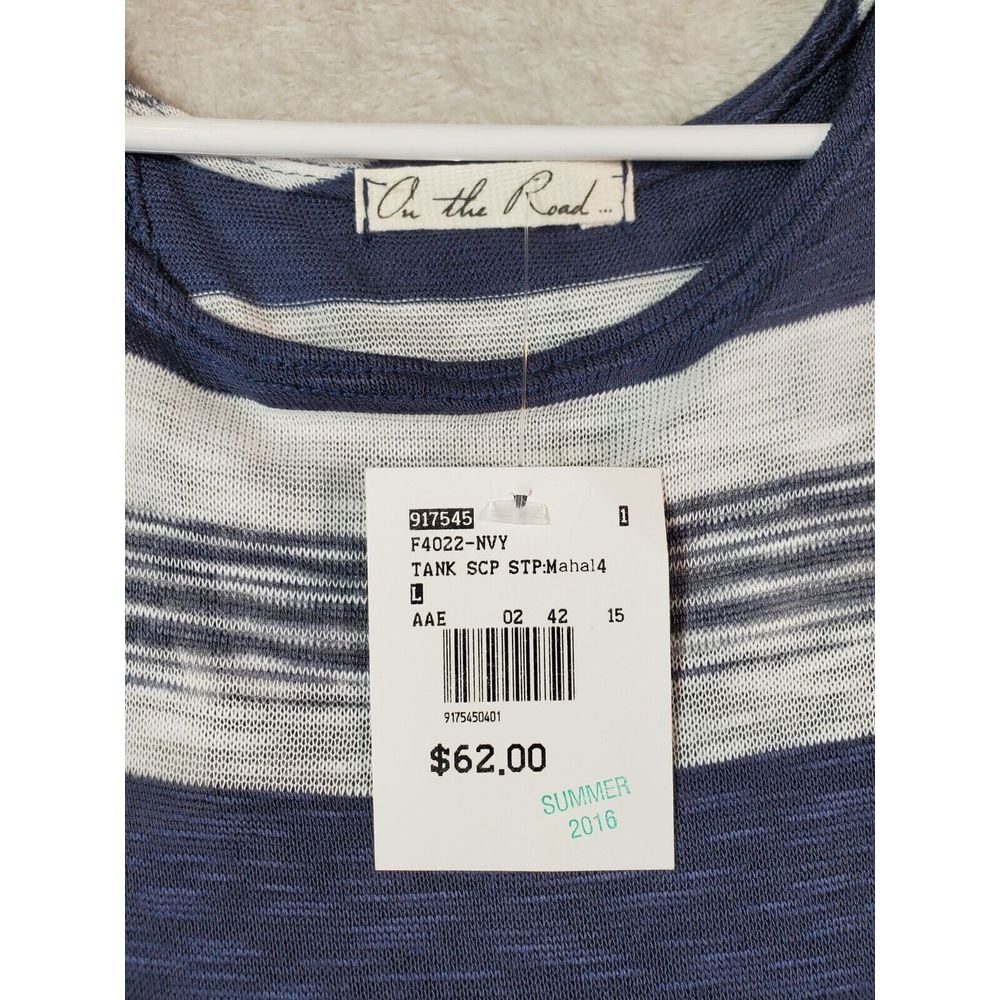 On the Road...
917545 1
F4022-NVY
TANK SCP STP:Mahal4
L
AAE 02 42 15
9175450401
$62.00
SUMMER
2016